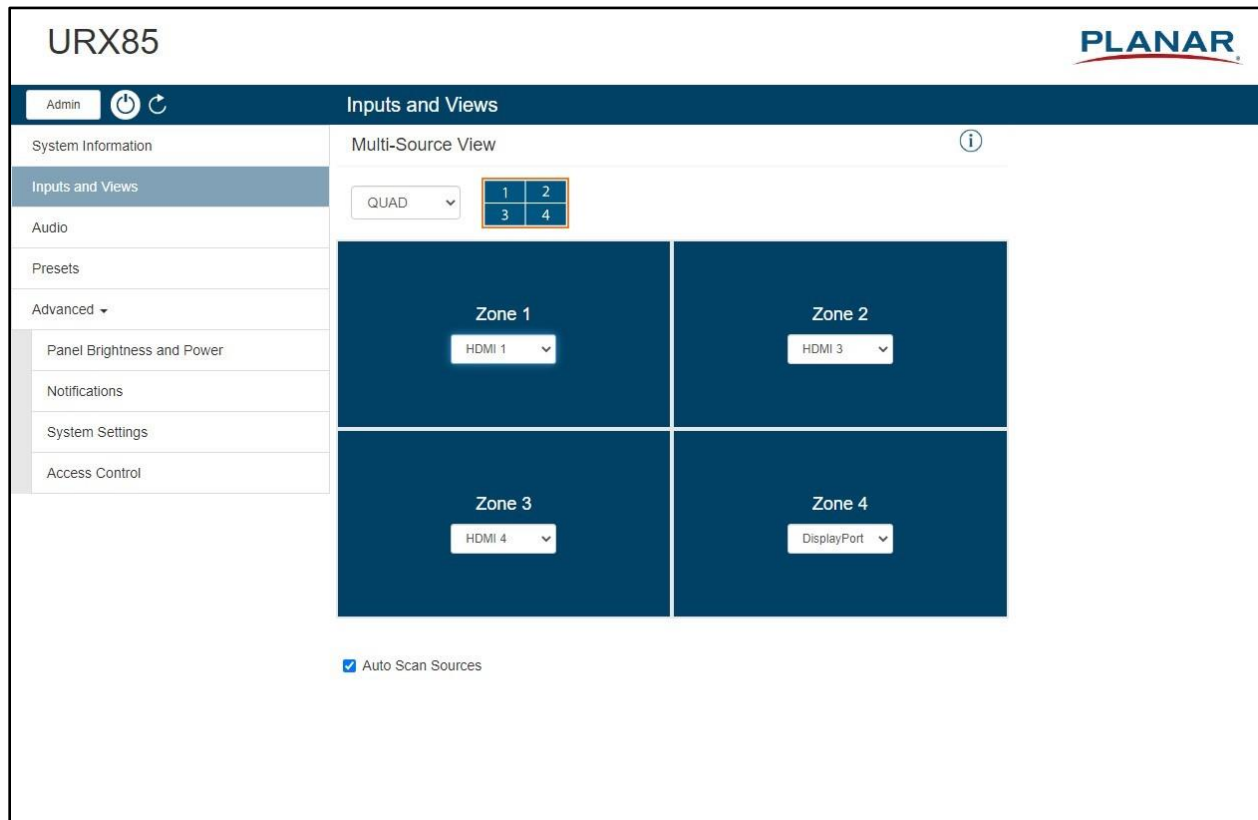 URX85
PLANAR
Admin
Inputs and Views
System Information
Inputs and Views
Audio
Presets
Advanced
Panel Brightness and Power
Notifications
System Settings
Access Control
Multi-Source View
i
QUAD
1 2
3 4
Zone 1
HDMI 1
Zone 2
HDMI 3
Zone 3
HDMI 4
Zone 4
DisplayPort
Auto Scan Sources